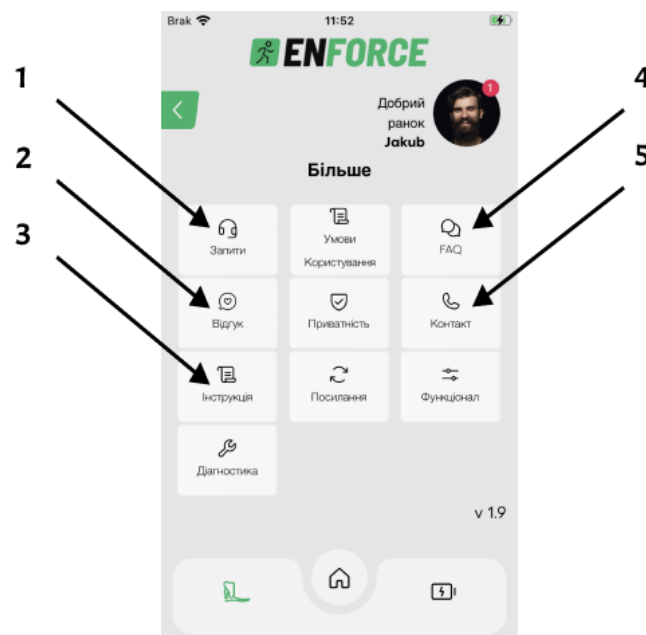 Brak 11:52
ENFORCE
1
4
Добрий
1
ранок
Jakub
2
Більше
5
3
Запити
Умови
Користування
FAQ
Відгук
Приватність
Контакт
Інструкція
Посилання
Функціонал
Діагностика
v 1.9